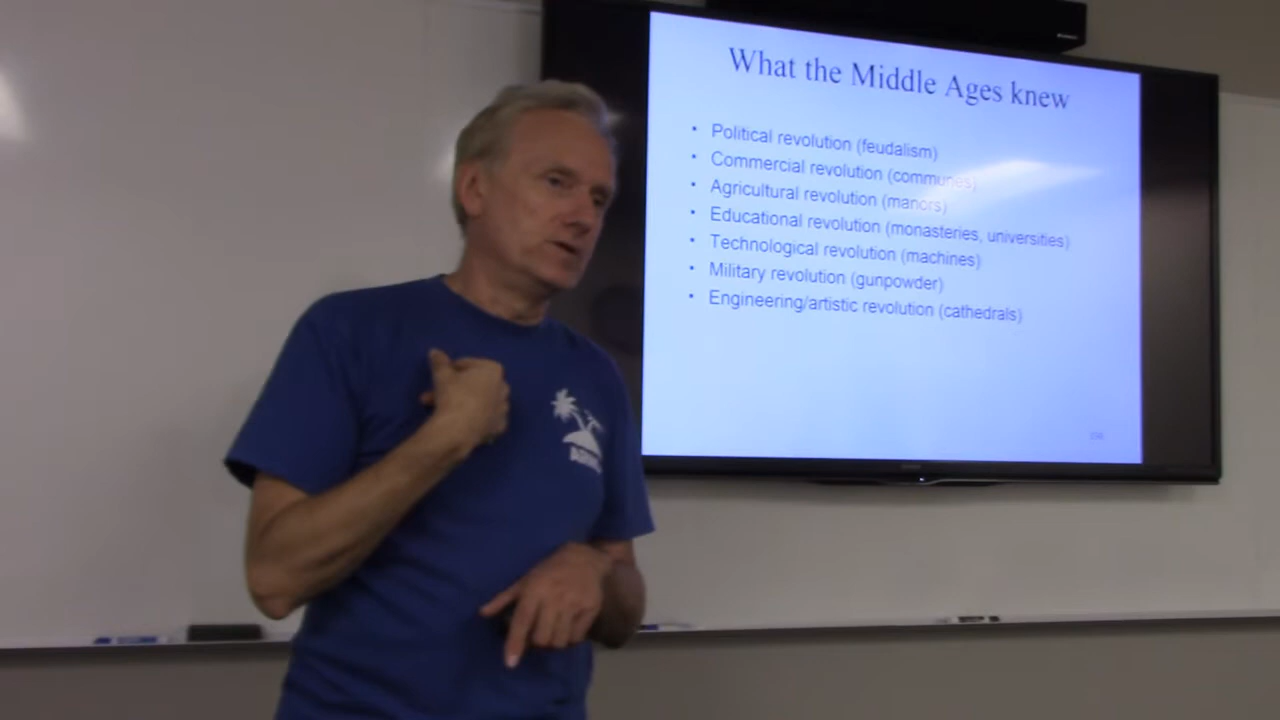 What the Middle Ages knew
• Political revolution (feudalism)
• Commercial revolution (communes)
• Agricultural revolution (manors)
• Educational revolution (monasteries, universities)
• Technological revolution (machines)
• Military revolution (gunpowder)
• Engineering/artistic revolution (cathedrals)